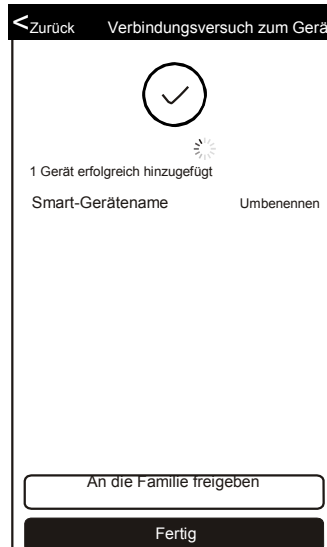 < Zurück Verbindungsversuch zum Gerä
1 Gerät erfolgreich hinzugefügt
Smart-Gerätename Umbenennen
An die Familie freigeben
Fertig